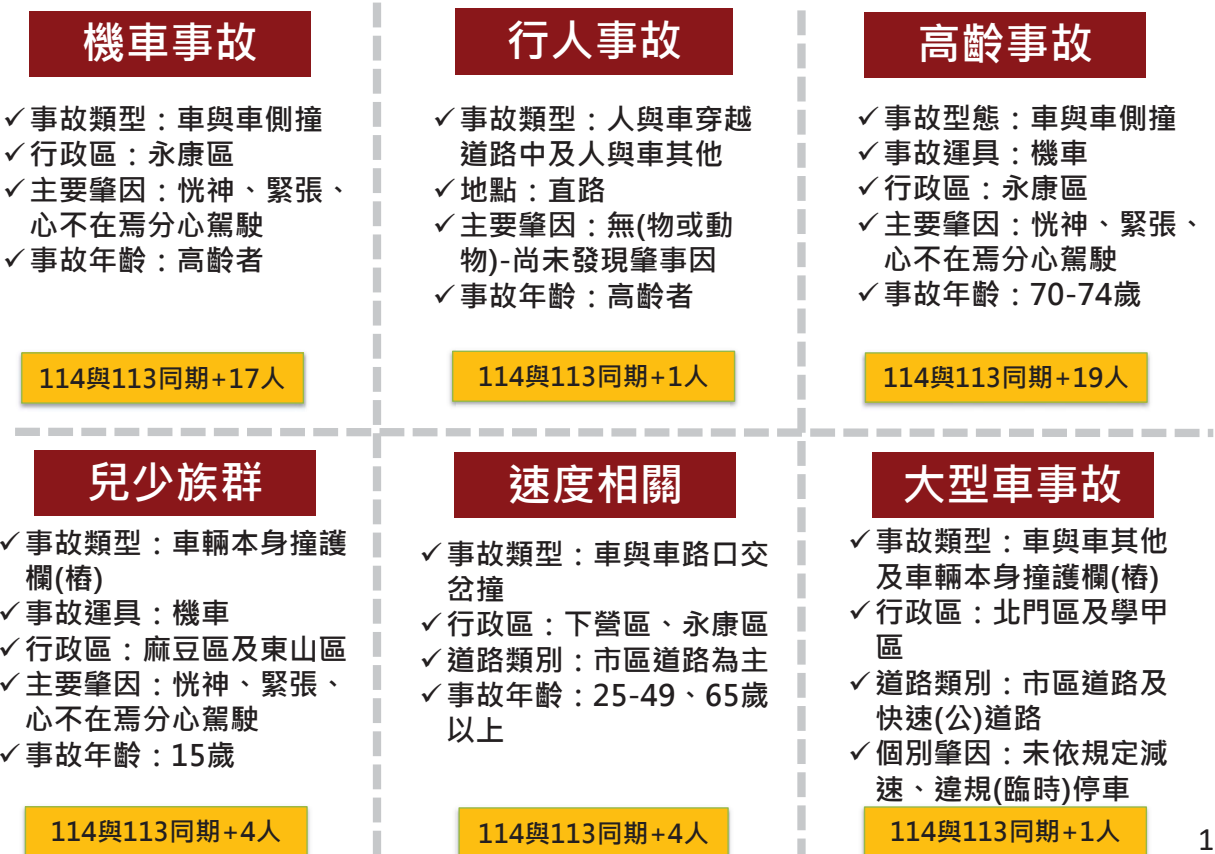 機車事故
✓事故類型：車與車側撞
✓行政區：永康區
✓主要肇因：恍神、緊張、
心不在焉分心駕駛
✓事故年齡：高齡者
114與113同期+17人
行人事故
✓事故類型：人與車穿越
道路中及人與車其他
✓地點：直路
✓主要肇因：無(物或動
物)-尚未發現肇事因
✓事故年齡：高齡者
114與113同期+1人
高齡事故
✓事故型態：車與車側撞
✓事故運具：機車
✓行政區：永康區
✓主要肇因：恍神、緊張、
心不在焉分心駕駛
✓事故年齡：70-74歲
114與113同期+19人
兒少族群
✓事故類型：車輛本身撞護
欄(樁)
✓事故運具：機車
✓行政區：麻豆區及東山區
✓主要肇因：恍神、緊張、
心不在焉分心駕駛
✓事故年齡：15歲
114與113同期+4人
速度相關
✓事故類型：車與車路口交
岔撞
✓行政區：下營區、永康區
✓道路類別：市區道路為主
✓事故年齡：25-49、65歲
以上
114與113同期+4人
大型車事故
✓事故類型：車與車其他
及車輛本身撞護欄(樁)
✓行政區：北門區及學甲
區
✓道路類別：市區道路及
快速(公)道路
✓個別肇因：未依規定減
速、違規(臨時)停車
114與113同期+1人
1